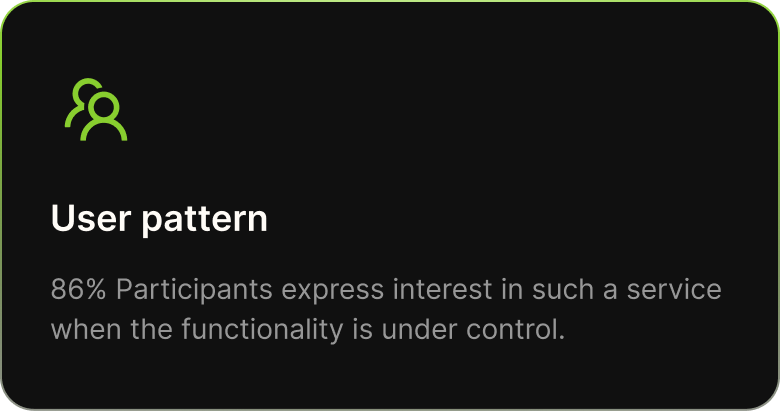 User pattern
86% Participants express interest in such a service
when the functionality is under control.